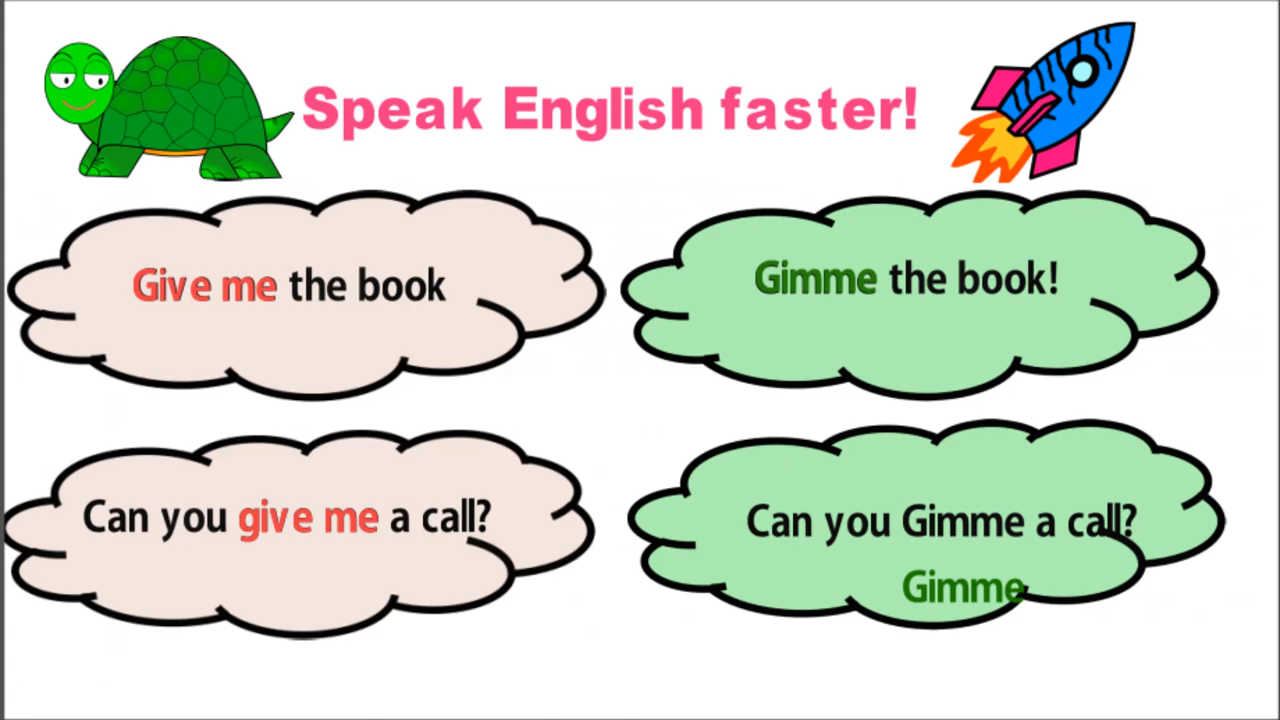 Speak English faster!
Give me the book
Gimme the book!
Can you give me a call?
Can you Gimme a call?
Gimme